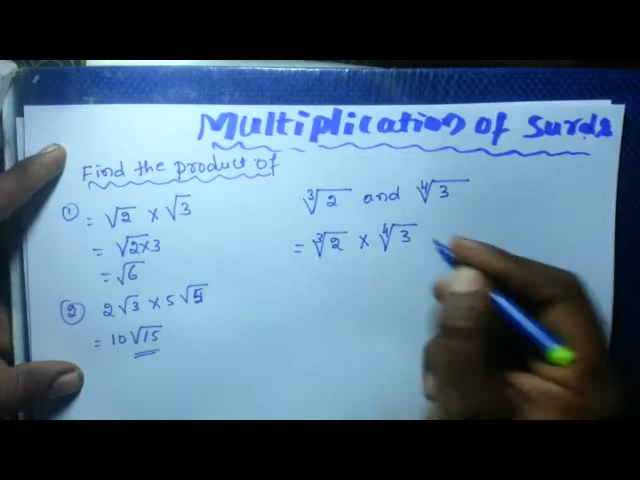 Multiplication of Surds
Find the product of
① = √2 × √3
= √2×3
= √6
② 2√3 × 5√5
= 10√15
∛2 and ∜3
= ∛2 × ∜3